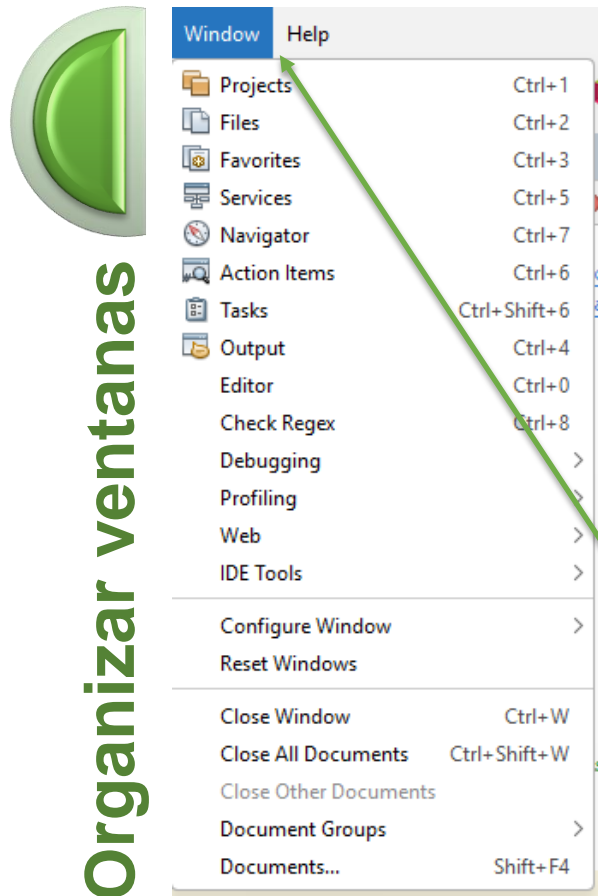 Organizar ventanas
Window Help
Projects Ctrl+1
Files Ctrl+2
Favorites Ctrl+3
Services Ctrl+5
Navigator Ctrl+7
Action Items Ctrl+6
Tasks Ctrl+Shift+6
Output Ctrl+4
Editor Ctrl+0
Check Regex Ctrl+8
Debugging
Profiling
Web
IDE Tools
Configure Window
Reset Windows
Close Window Ctrl+W
Close All Documents Ctrl+Shift+W
Close Other Documents
Document Groups
Documents... Shift+F4